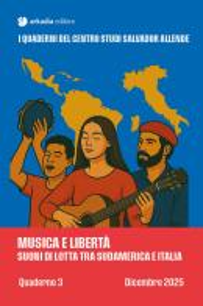 arkadia editore
I QUADERNI DEL CENTRO STUDI SALVADOR ALLENDE
MUSICA E LIBERTÀ
SUONI DI LOTTA TRA SUDAMERICA E ITALIA
Quaderno 3 Dicembre 2025